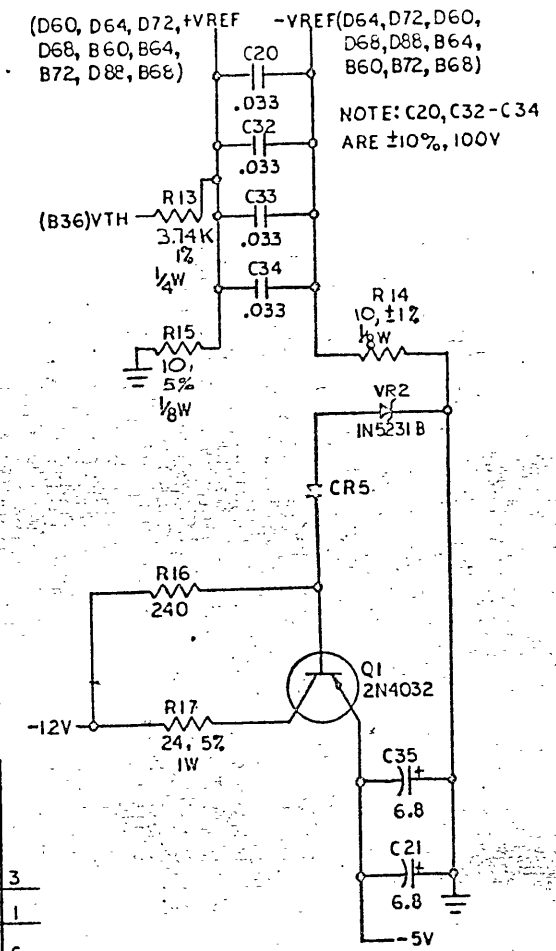 (D60, D64, D72, +VREF
D68, B60, B64,
B72, D88, B68)
-VREF(D64, D72, D60,
D68, D88, B64,
B60, B72, B68)
C20
.033
NOTE: C20, C32-C34
ARE ±10%, 100V
C32
.033
R13
(B36)VTH
3.74K
1%
1/4W
C33
.033
C34
.033
R14
10, ±1%
1/8W
R15
10,
5%
1/8W
VR2
1N5231B
CR5
R16
240
Q1
2N4032
-12V
R17
24, 5%
1W
C35
+
6.8
C21
+
6.8
-5V
3
1